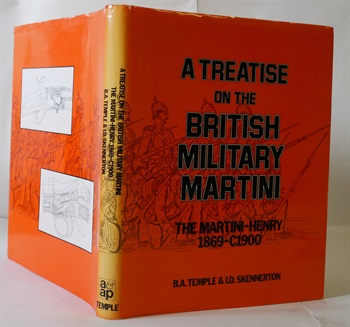 A TREATISE ON THE BRITISH MILITARY MARTINI
THE MARTINI-HENRY 1869-C1900
B.A. TEMPLE & I.D. SKENNERTON
a
ap
TEMPLE
A TREATISE
ON THE
BRITISH
MILITARY
MARTINI
THE MARTINI-HENRY
1869-C1900
B.A. TEMPLE & I.D. SKENNERTON